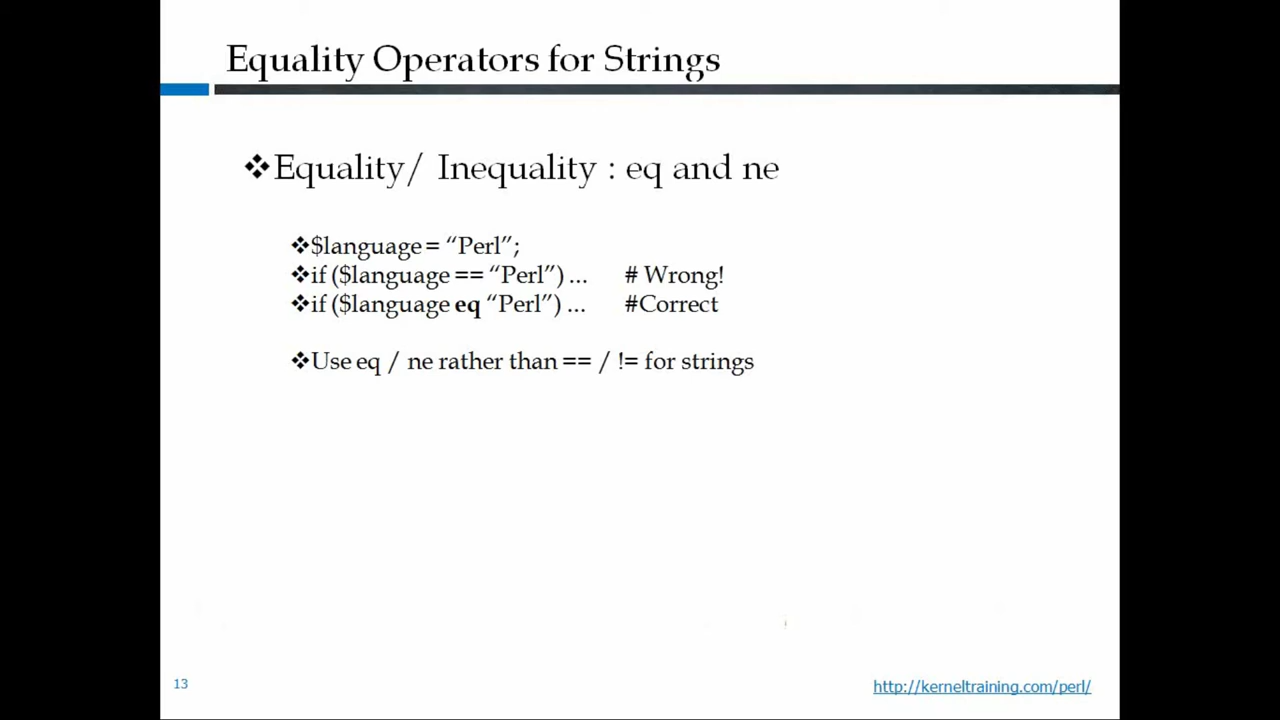 Equality Operators for Strings
❖Equality/ Inequality : eq and ne
❖$language = “Perl”;
❖if ($language == “Perl”) ... # Wrong!
❖if ($language eq “Perl”) ... #Correct
❖Use eq / ne rather than == / != for strings
13
http://kerneltraining.com/perl/